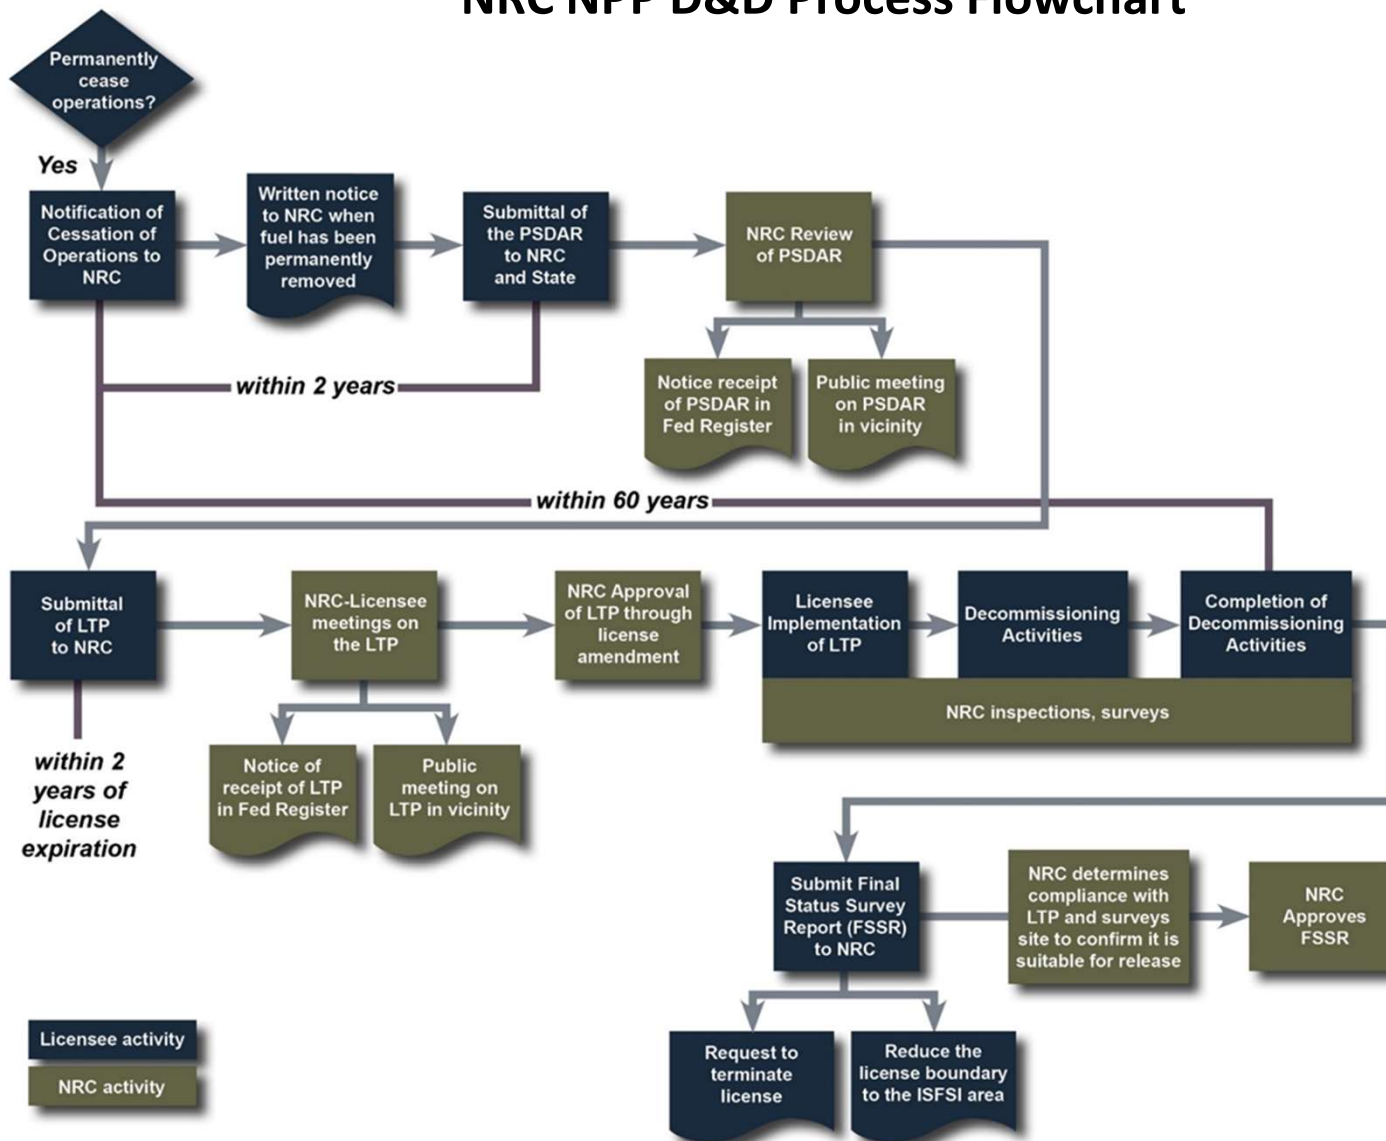 NRC NPP D&D Process Flowchart
Permanently
cease
operations?
Yes
Notification of
Cessation of
Operations to
NRC
Written notice
to NRC when
fuel has been
permanently
removed
Submittal of
the PSDAR
to NRC
and State
NRC Review
of PSDAR
Notice receipt
of PSDAR in
Fed Register
Public meeting
on PSDAR
in vicinity
within 2 years
within 60 years
Submittal
of LTP
to NRC
NRC-Licensee
meetings on
the LTP
NRC Approval
of LTP through
license
amendment
Licensee
Implementation
of LTP
Decommissioning
Activities
Completion of
Decommissioning
Activities
NRC inspections, surveys
within 2
years of
license
expiration
Notice of
receipt of LTP
in Fed Register
Public
meeting on
LTP in vicinity
Submit Final
Status Survey
Report (FSSR)
to NRC
NRC determines
compliance with
LTP and surveys
site to confirm it is
suitable for release
NRC
Approves
FSSR
Request to
terminate
license
Reduce the
license boundary
to the ISFSI area
Licensee activity
NRC activity